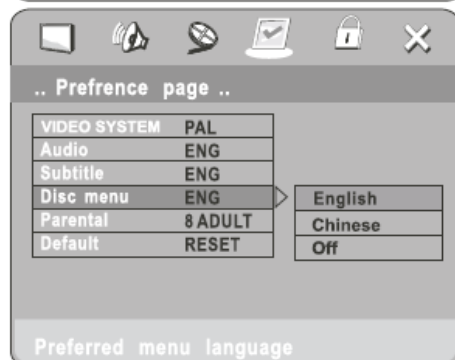 .. Prefrence page ..
VIDEO SYSTEM PAL
Audio ENG
Subtitle ENG
Disc menu ENG English
Parental 8 ADULT Chinese
Default RESET Off
Preferred menu language